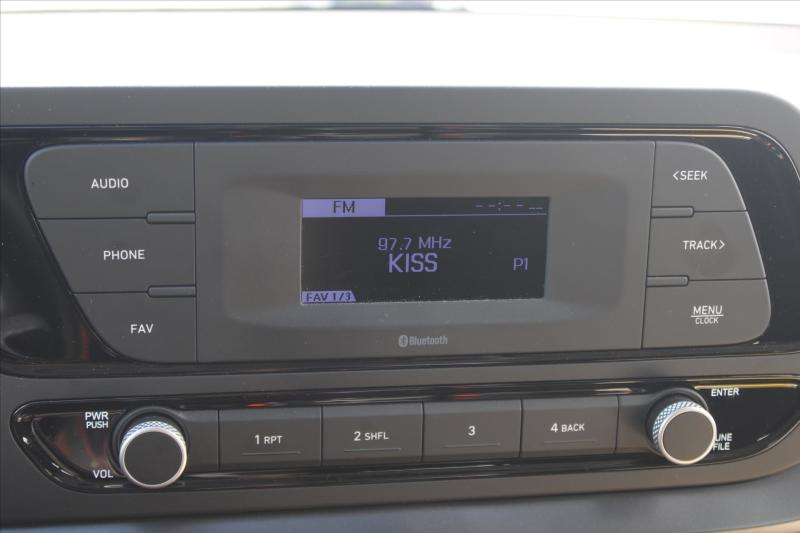 AUDIO
PHONE
FAV
FM
--:-- --
97.7 MHz
KISS
P1
FAV 1/3
Bluetooth
<SEEK
TRACK>
MENU
CLOCK
PWR
PUSH
VOL
1 RPT
2 SHFL
3
4 BACK
ENTER
FILE